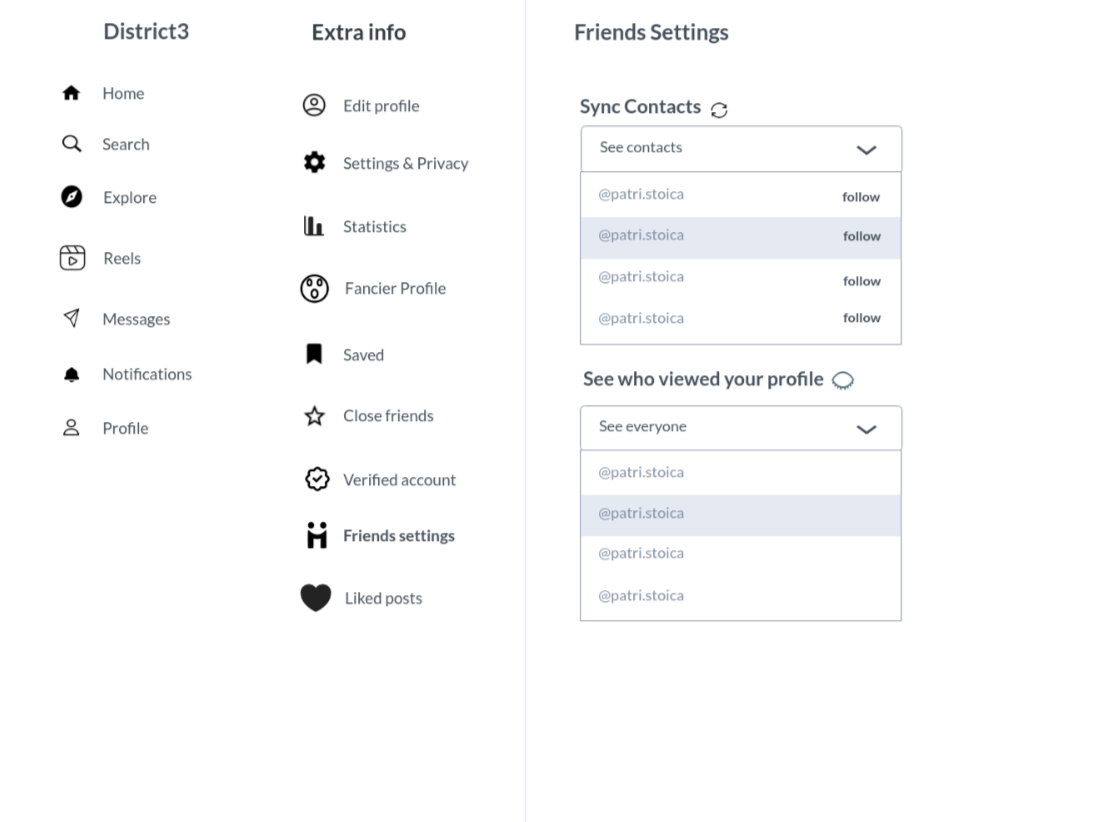 District3
Home
Search
Explore
Reels
Messages
Notifications
Profile
Extra info
Edit profile
Settings & Privacy
Statistics
Fancier Profile
Saved
Close friends
Verified account
Friends settings
Liked posts
Friends Settings
Sync Contacts
See contacts
@patri.stoica follow
@patri.stoica follow
@patri.stoica follow
@patri.stoica follow
See who viewed your profile
See everyone
@patri.stoica
@patri.stoica
@patri.stoica
@patri.stoica